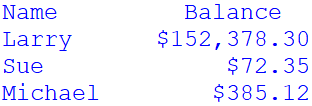 Name Balance
Larry $152,378.30
Sue $72.35
Michael $385.12